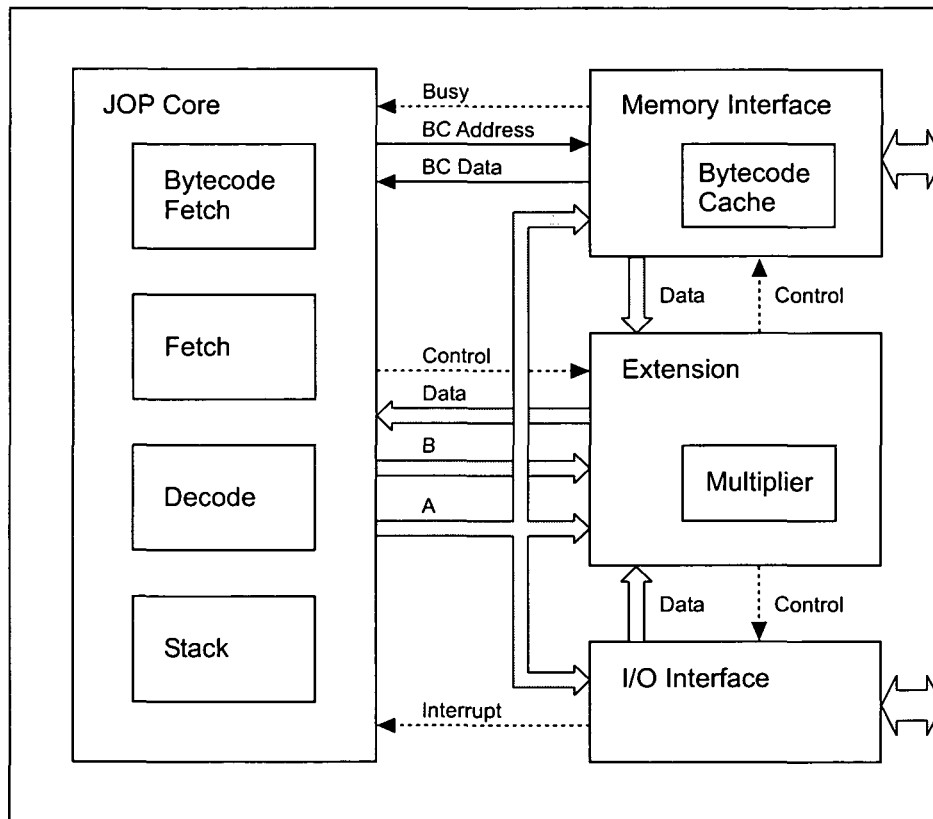 JOP Core
Bytecode
Fetch
Fetch
Decode
Stack
Busy
BC Address
BC Data
Control
Data
B
A
Interrupt
Memory Interface
Bytecode
Cache
Data
Control
Extension
Multiplier
Data
Control
I/O Interface